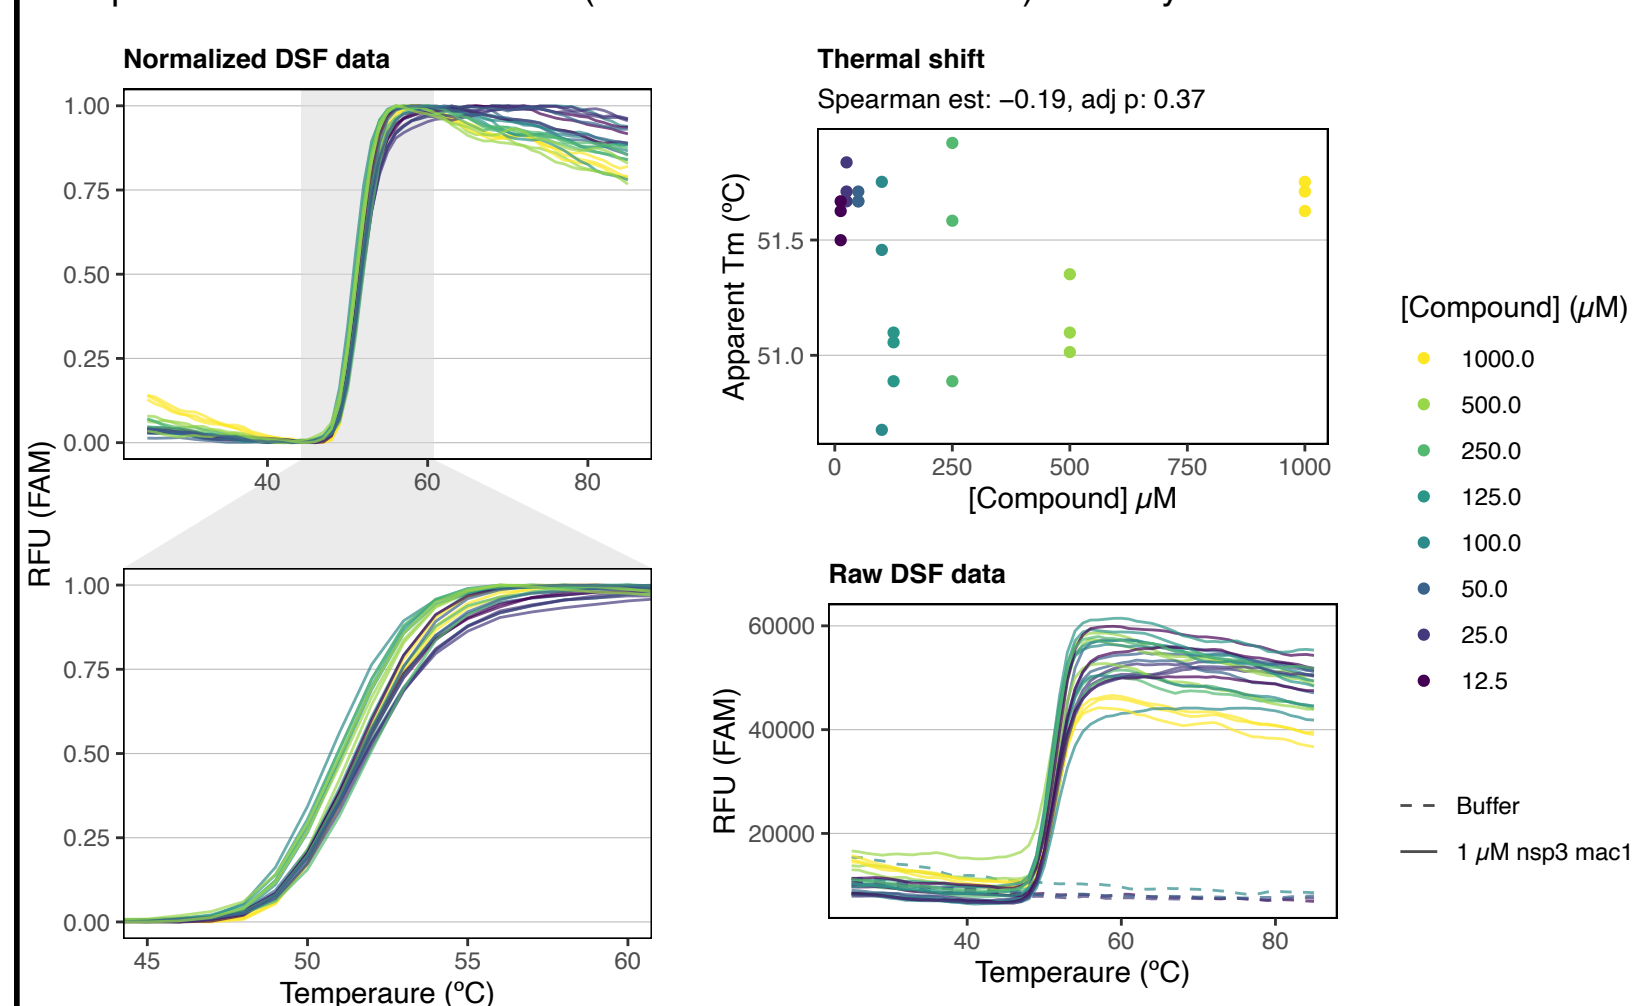 Normalized DSF data
1.00
0.75
0.50
0.25
0.00
40
60
80
RFU (FAM)
1.00
0.75
0.50
0.25
0.00
45
50
55
60
Temperaure (ºC)
Thermal shift
Spearman est: −0.19, adj p: 0.37
Apparent Tm (ºC)
51.5
51.0
0
250
500
750
1000
[Compound] µM
Raw DSF data
RFU (FAM)
60000
40000
20000
40
60
80
Temperaure (ºC)
[Compound] (µM)
1000.0
500.0
250.0
125.0
100.0
50.0
25.0
12.5
Buffer
1 µM nsp3 mac1